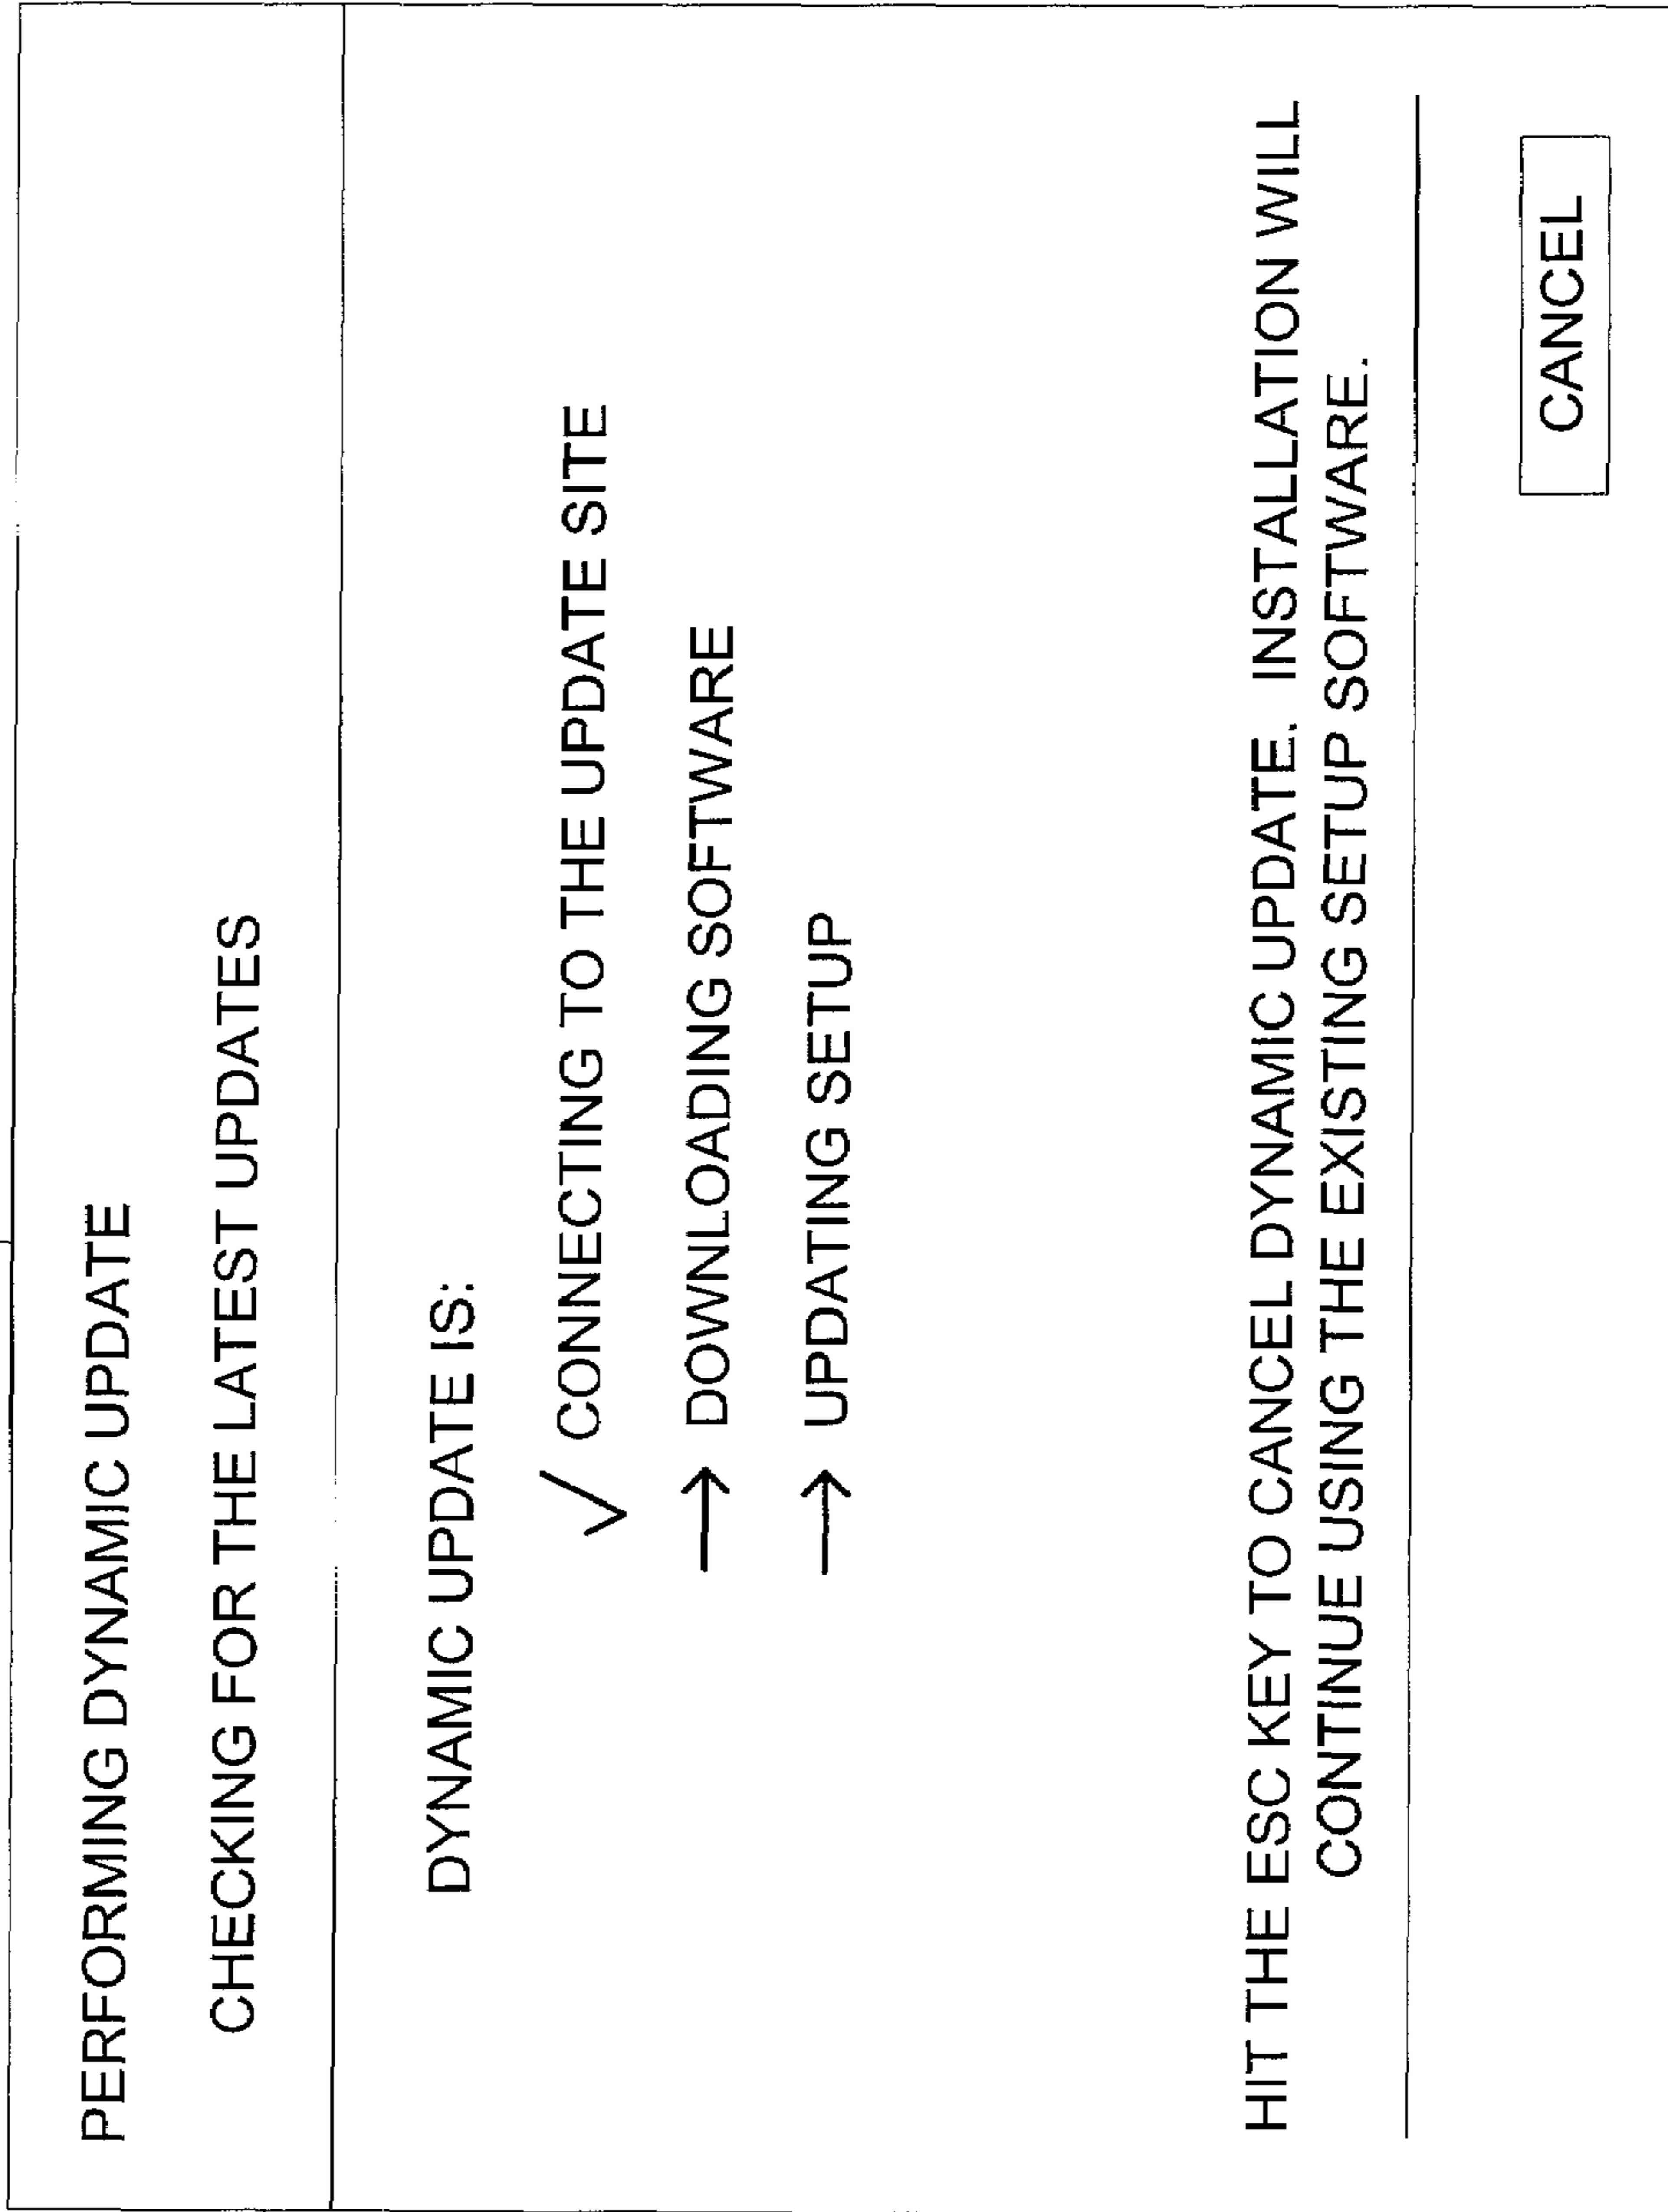 PERFORMING DYNAMIC UPDATE
CHECKING FOR THE LATEST UPDATES
DYNAMIC UPDATE IS:
√ CONNECTING TO THE UPDATE SITE
→ DOWNLOADING SOFTWARE
→ UPDATING SETUP
HIT THE ESC KEY TO CANCEL DYNAMIC UPDATE. INSTALLATION WILL
CONTINUE USING THE EXISTING SETUP SOFTWARE.
CANCEL